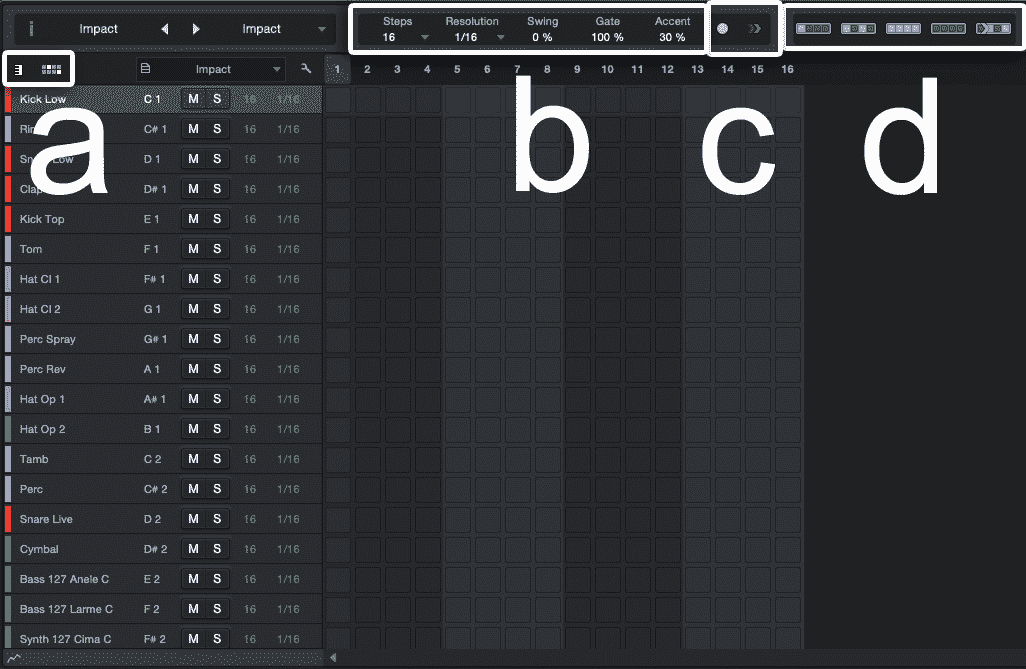 Impact Impact Steps Resolution Swing Gate Accent
16 1/16 0 % 100 % 30 %
Impact 1 2 3 4 5 6 7 8 9 10 11 12 13 14 15 16
a b c d
Kick Low C 1 M S 16 1/16
Rim C# 1 M S 16 1/16
Snare Low D 1 M S 16 1/16
Clap D# 1 M S 16 1/16
Kick Top E 1 M S 16 1/16
Tom F 1 M S 16 1/16
Hat Cl 1 F# 1 M S 16 1/16
Hat Cl 2 G 1 M S 16 1/16
Perc Spray G# 1 M S 16 1/16
Perc Rev A 1 M S 16 1/16
Hat Op 1 A# 1 M S 16 1/16
Hat Op 2 B 1 M S 16 1/16
Tamb C 2 M S 16 1/16
Perc C# 2 M S 16 1/16
Snare Live D 2 M S 16 1/16
Cymbal D# 2 M S 16 1/16
Bass 127 Anele C E 2 M S 16 1/16
Bass 127 Larme C F 2 M S 16 1/16
Synth 127 Cima C F# 2 M S 16 1/16